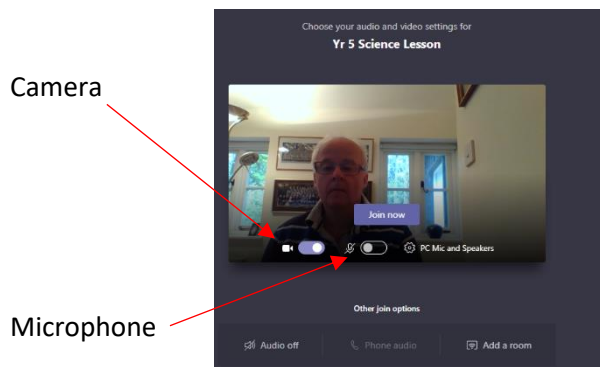 Choose your audio and video settings for
Yr 5 Science Lesson
Camera
Join now
PC Mic and Speakers
Other join options
Microphone
Audio off
Phone audio
Add a room